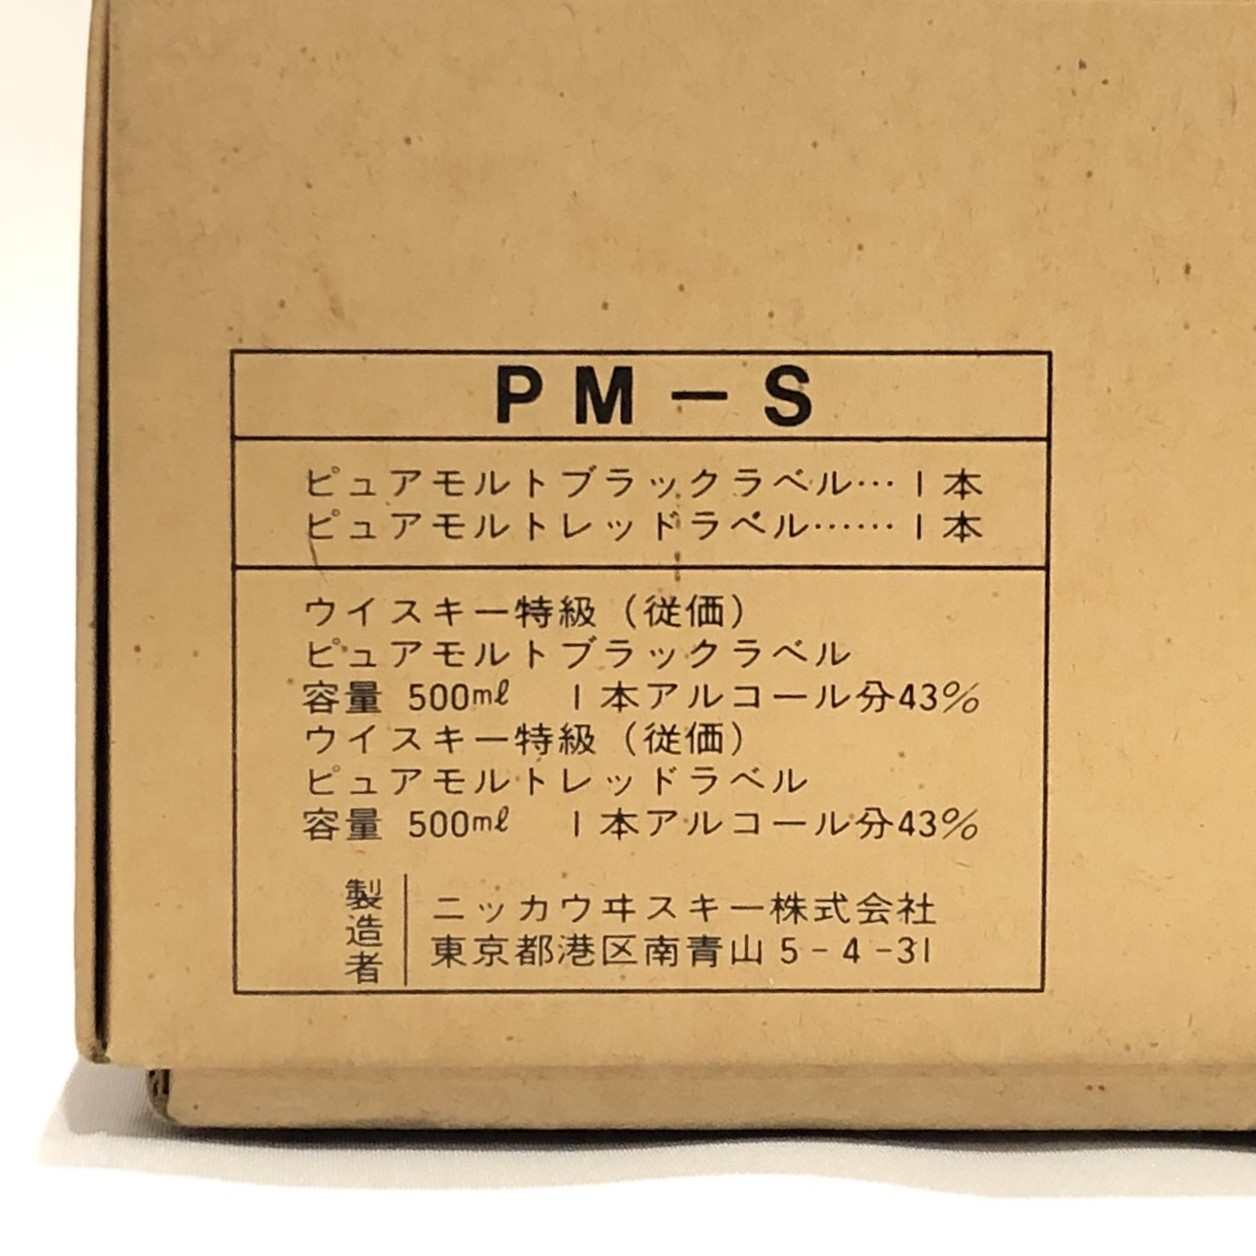 PM－S
ピュアモルトブラックラベル…1本
ピュアモルトレッドラベル……1本
ウイスキー特級（従価）
ピュアモルトブラックラベル
容量 500mℓ　1本アルコール分43%
ウイスキー特級（従価）
ピュアモルトレッドラベル
容量 500mℓ　1本アルコール分43%
製造者
ニッカウヰスキー株式会社
東京都港区南青山5-4-31